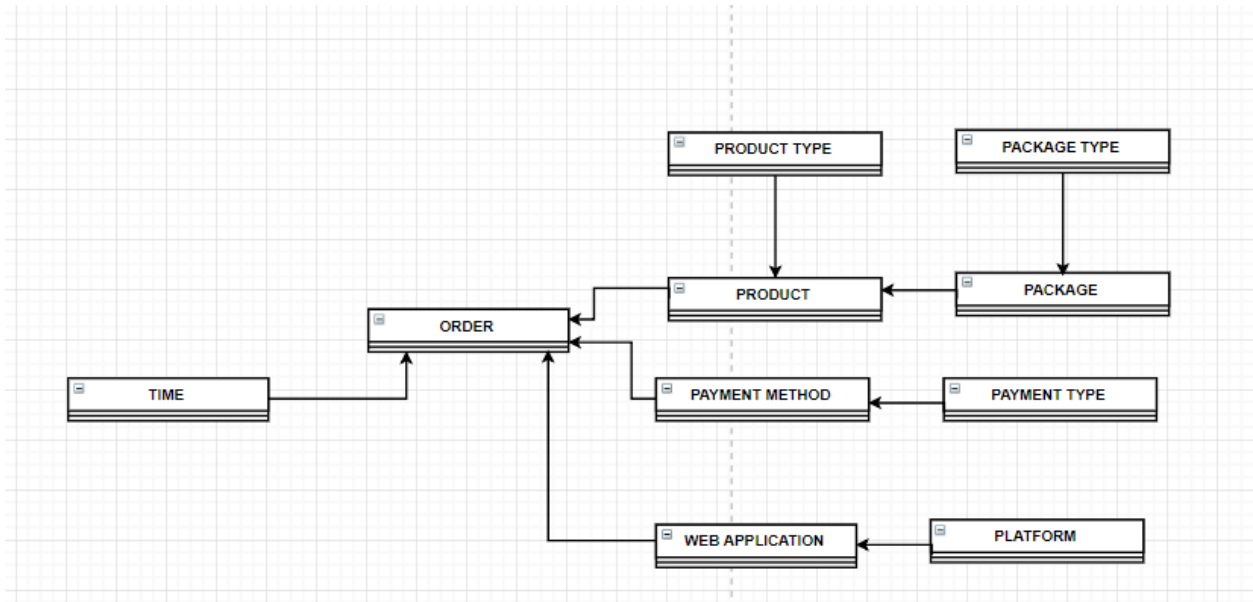 PRODUCT TYPE
PACKAGE TYPE
PRODUCT
PACKAGE
ORDER
TIME
PAYMENT METHOD
PAYMENT TYPE
WEB APPLICATION
PLATFORM